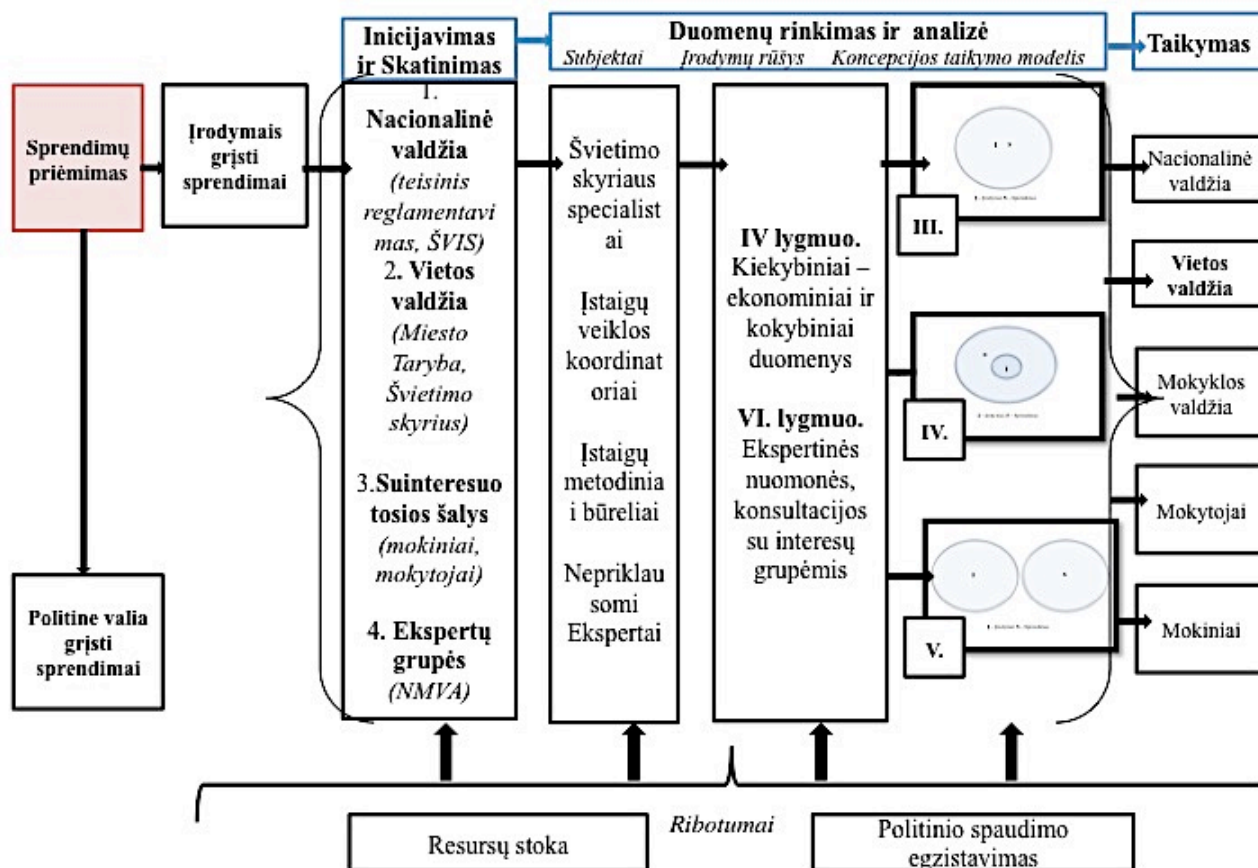 Inicijavimas
ir Skatinimas
Duomenų rinkimas ir analizė
Subjektai Įrodymų rūšys Koncepcijos taikymo modelis
Taikymas
Sprendimų
priėmimas
Įrodymais
grįsti
sprendimai
Politine valia
grįsti
sprendimai
1.
Nacionalinė
valdžia
(teisinis
reglamentavi
mas, ŠVIS)
2. Vietos
valdžia
(Miesto
Taryba,
Švietimo
skyrius)
3.Suinteresuo
tosios šalys
(mokiniai,
mokytojai)
4. Ekspertų
grupės
(NMVA)
Švietimo
skyriaus
specialist
ai
Įstaigų
veiklos
koordinat
oriai
Įstaigų
metodinia
i būreliai
Nepriklau
somi
Ekspertai
IV lygmuo.
Kiekybiniai –
ekonominiai ir
kokybiniai
duomenys
VI. lygmuo.
Ekspertinės
nuomonės,
konsultacijos
su interesų
grupėmis
III.
IV.
V.
Nacionalinė
valdžia
Vietos
valdžia
Mokyklos
valdžia
Mokytojai
Mokiniai
Ribotumai
Resursų stoka
Politinio spaudimo
egzistavimas